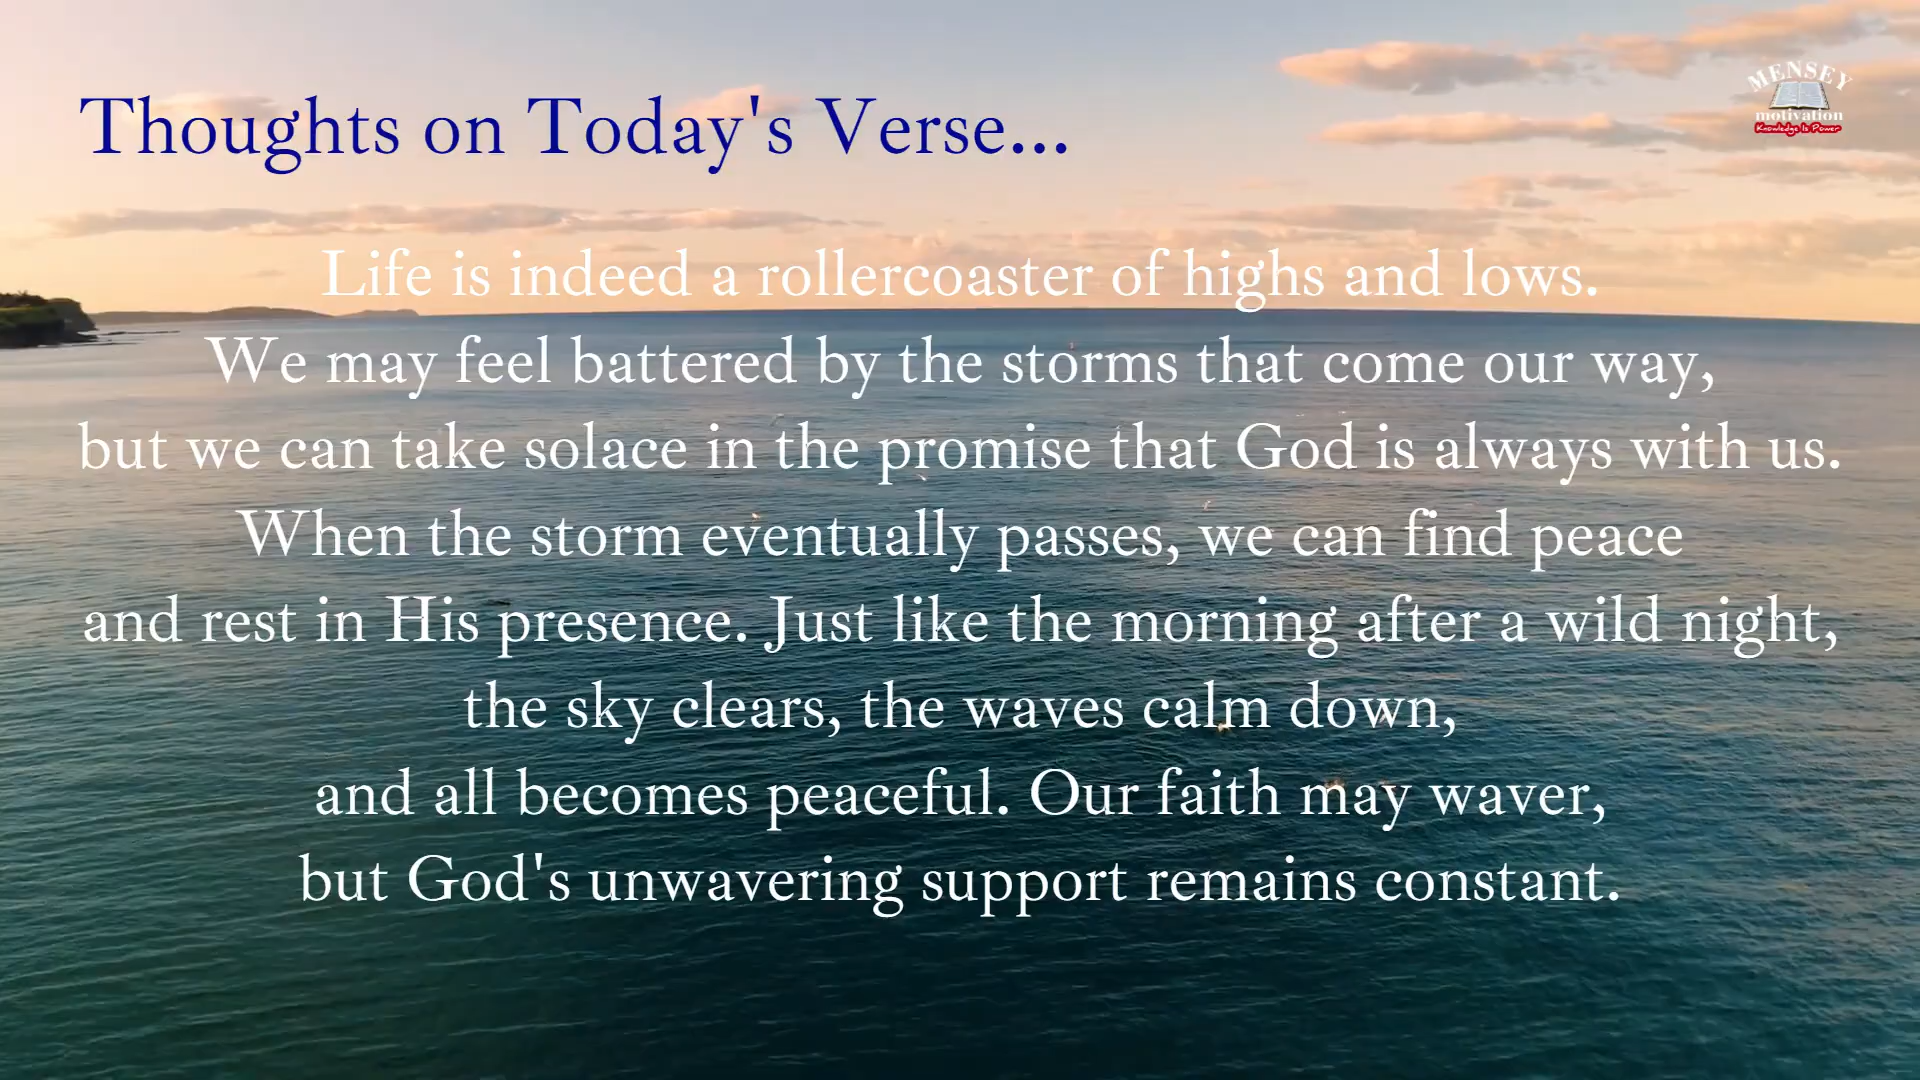 Thoughts on Today's Verse...
MENSEY
motivation
Knowledge Is Power
Life is indeed a rollercoaster of highs and lows.
We may feel battered by the storms that come our way,
but we can take solace in the promise that God is always with us.
When the storm eventually passes, we can find peace
and rest in His presence. Just like the morning after a wild night,
the sky clears, the waves calm down,
and all becomes peaceful. Our faith may waver,
but God's unwavering support remains constant.